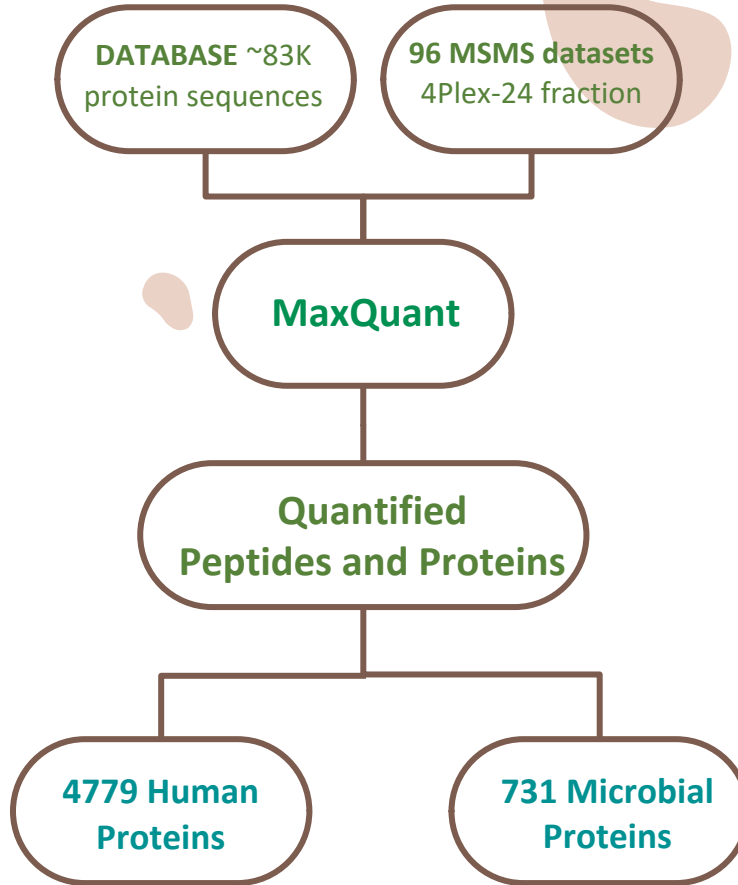 DATABASE ~83K
protein sequences
96 MSMS datasets
4Plex-24 fraction
MaxQuant
Quantified
Peptides and Proteins
4779 Human
Proteins
731 Microbial
Proteins